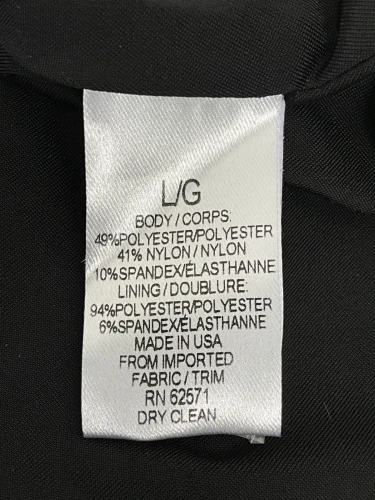 L/G
BODY / CORPS:
49%POLYESTER/POLYESTER
41% NYLON / NYLON
10%SPANDEX/ÉLASTHANNE
LINING / DOUBLURE:
94%POLYESTER/POLYESTER
6%SPANDEX/ÉLASTHANNE
MADE IN USA
FROM IMPORTED
FABRIC / TRIM
RN 62571
DRY CLEAN